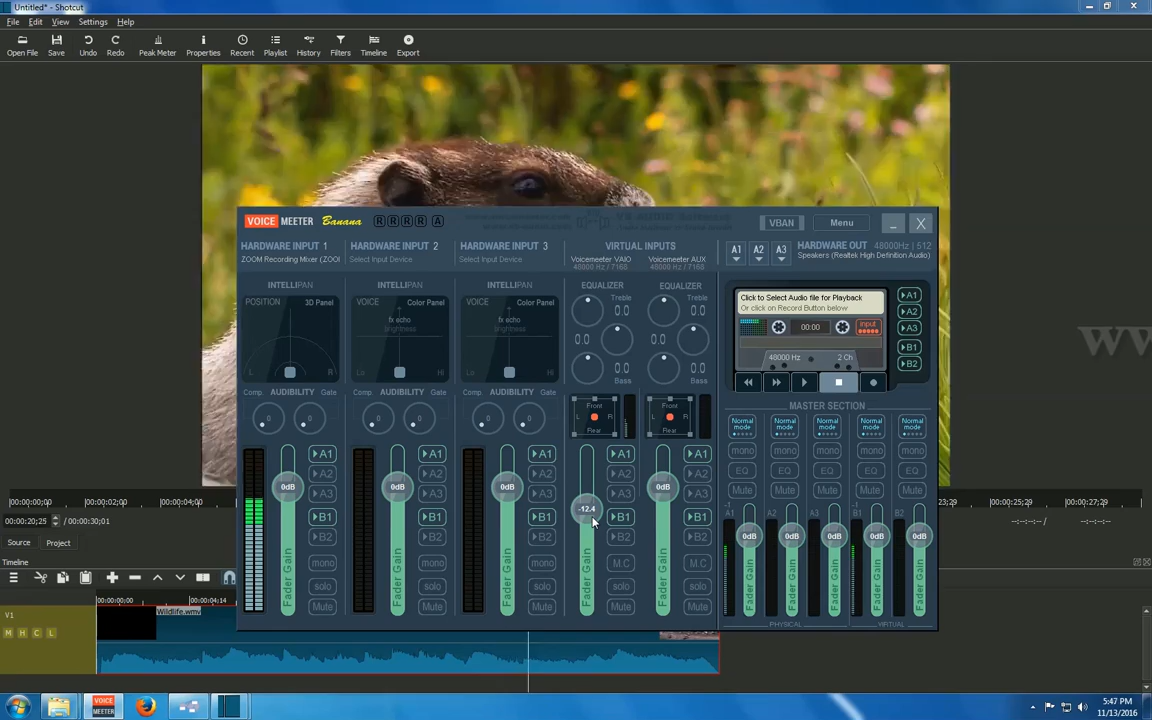 Untitled* - Shotcut
File Edit View Settings Help
Open File Save Undo Redo Peak Meter Properties Recent Playlist History Filters Timeline Export
VOICE MEETER Banana R R R R A VBAN Menu
HARDWARE INPUT 1 HARDWARE INPUT 2 HARDWARE INPUT 3 VIRTUAL INPUTS A1 A2 A3 HARDWARE OUT 48000Hz | 512
ZOOM Recording Mixer (ZOOI Select Input Device Select Input Device Voicemeeter VAIO Voicemeeter AUX Speakers (Realtek High Definition Audio)
48000 Hz / 7168 48000 Hz / 7168
INTELLIPAN INTELLIPAN INTELLIPAN EQUALIZER EQUALIZER
POSITION 3D Panel VOICE Color Panel VOICE Color Panel Treble Treble
fx echo fx echo 0.0 0.0
brightness brightness 0.0 0.0
L R Lo Hi Lo Hi 0.0 0.0
Bass Bass
Click to Select Audio file for Playback
Or click on Record Button below
00:00 input
48000 Hz 2 Ch
A1
A2
A3
B1
B2
Comp. AUDIBILITY Gate Comp. AUDIBILITY Gate Comp. AUDIBILITY Gate
Front Front
L R L R
Rear Rear
MASTER SECTION
Normal mode Normal mode Normal mode Normal mode Normal mode
mono mono mono mono mono
EQ EQ EQ EQ EQ
Mute Mute Mute Mute Mute
A1 A1 A1 A1 A1
A2 A2 A2 A2 A2
0dB 0dB 0dB 0dB
A3 A3 A3 A3 A3
-12.4
B1 B1 B1 B1 B1
B2 B2 B2 B2 B2
mono mono mono M.C M.C
solo solo solo solo solo
Mute Mute Mute Mute Mute
Fader Gain Fader Gain Fader Gain Fader Gain Fader Gain
-1 A1 A2 A3 -1 B1 B2
0dB 0dB 0dB 0dB 0dB
Fader Gain Fader Gain Fader Gain Fader Gain Fader Gain
PHYSICAL VIRTUAL
00:00:00;00 00:00:02;00 00:00:04;00 23;29 00:00:25;29 00:00:27;29
00:00:20;25 / 00:00:30;01 --:--:--:-- / --:--:--:--
Source Project
Timeline
00:00:00;00 00:00:04;14
V1 Wildlife.wmv
M H C L
VOICE MEETER
5:47 PM
11/13/2016